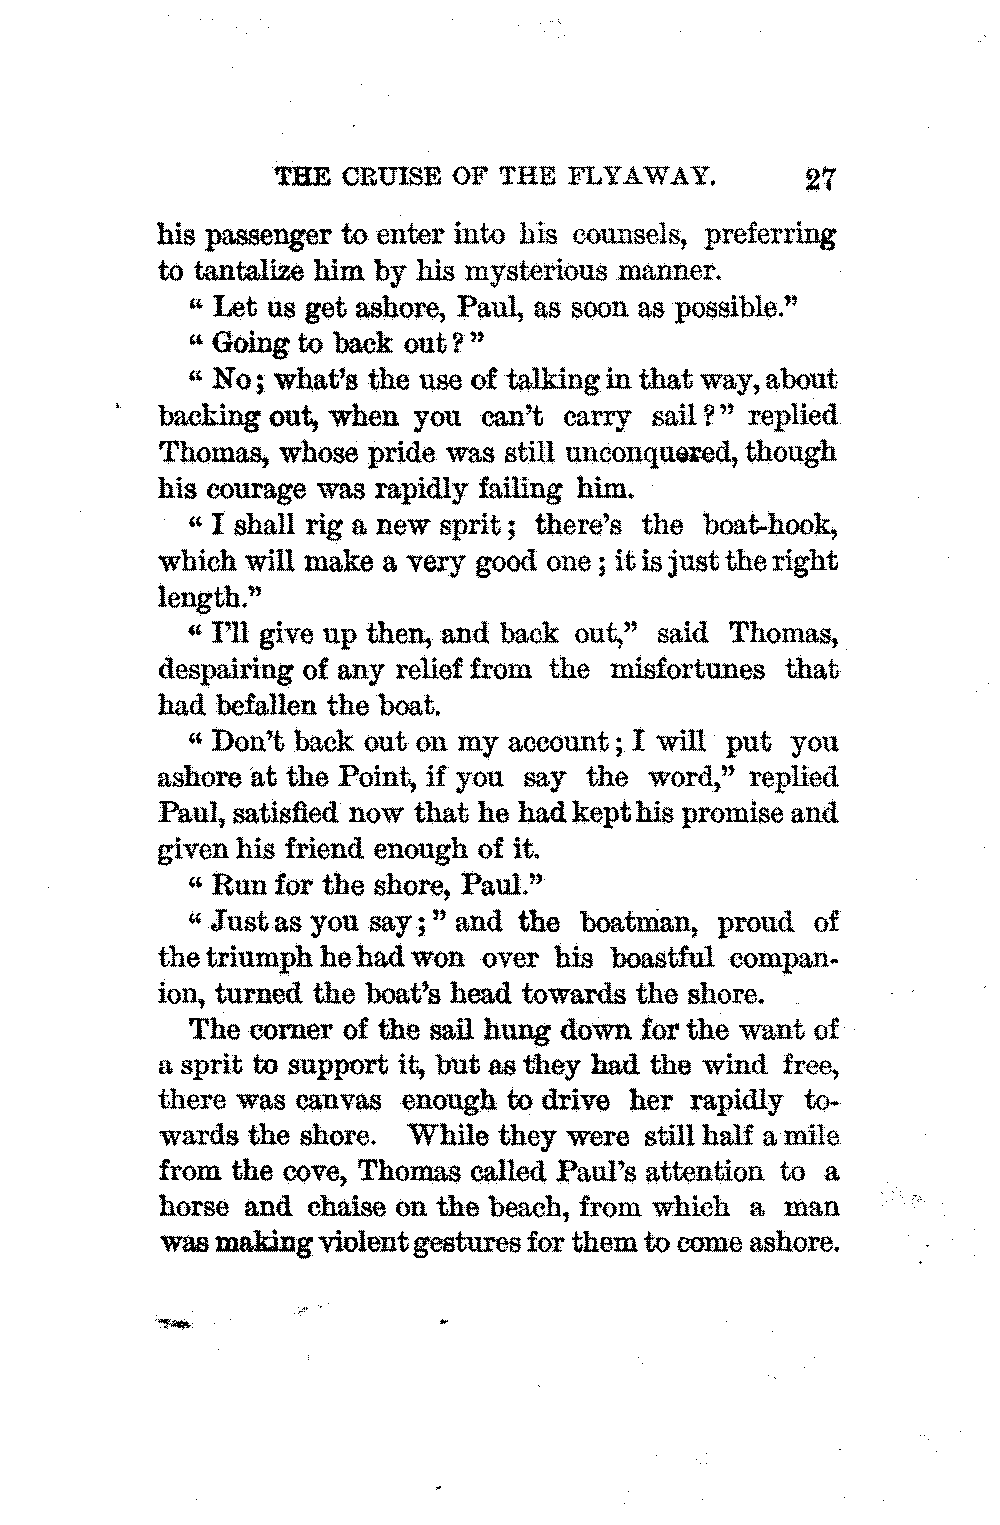 THE CRUISE OF THE FLYAWAY. 27
his passenger to enter into his counsels, preferring
to tantalize him by his mysterious manner.
“ Let us get ashore, Paul, as soon as possible.”
“ Going to back out ? ”
“ No ; what’s the use of talking in that way, about
backing out, when you can’t carry sail ? ” replied
Thomas, whose pride was still unconquered, though
his courage was rapidly failing him.
“ I shall rig a new sprit ; there’s the boat-hook,
which will make a very good one ; it is just the right
length.”
“ I’ll give up then, and back out,” said Thomas,
despairing of any relief from the misfortunes that
had befallen the boat.
“ Don’t back out on my account ; I will put you
ashore at the Point, if you say the word,” replied
Paul, satisfied now that he had kept his promise and
given his friend enough of it.
“ Run for the shore, Paul.”
“ Just as you say ; ” and the boatman, proud of
the triumph he had won over his boastful compan-
ion, turned the boat’s head towards the shore.
The corner of the sail hung down for the want of
a sprit to support it, but as they had the wind free,
there was canvas enough to drive her rapidly to-
wards the shore. While they were still half a mile
from the cove, Thomas called Paul’s attention to a
horse and chaise on the beach, from which a man
was making violent gestures for them to come ashore.